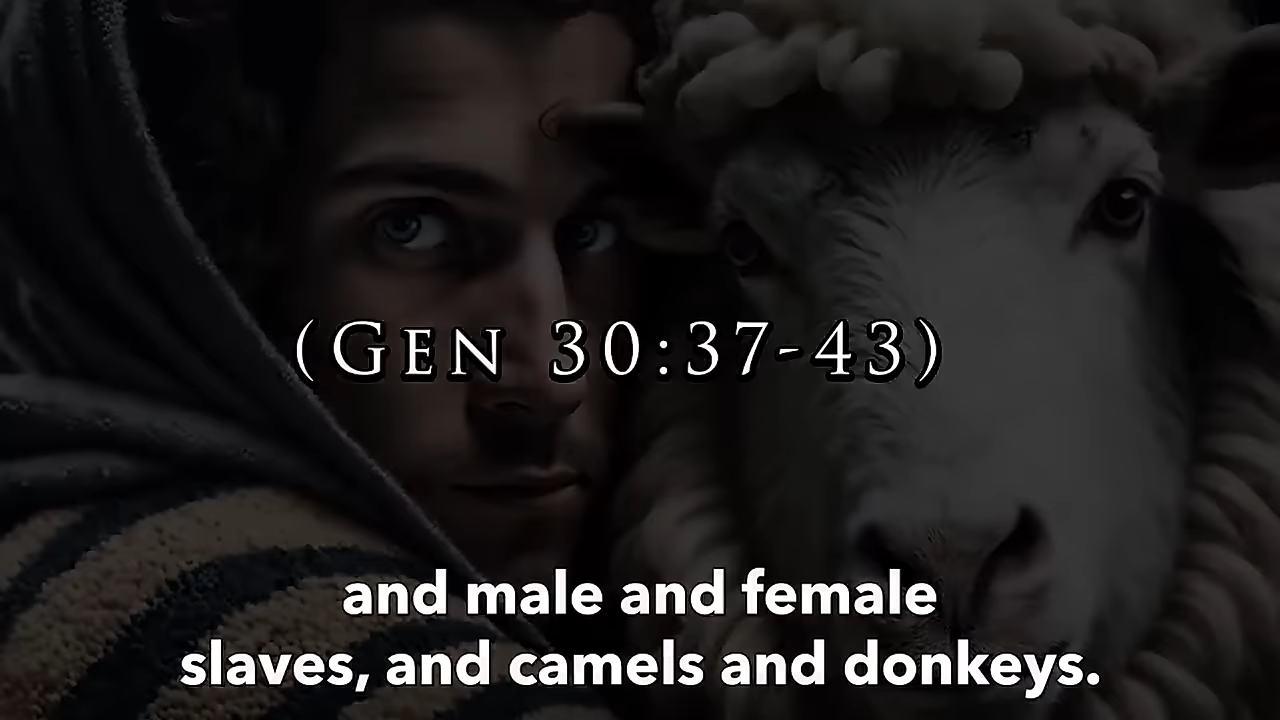 (GEN 30:37-43)
and male and female
slaves, and camels and donkeys.